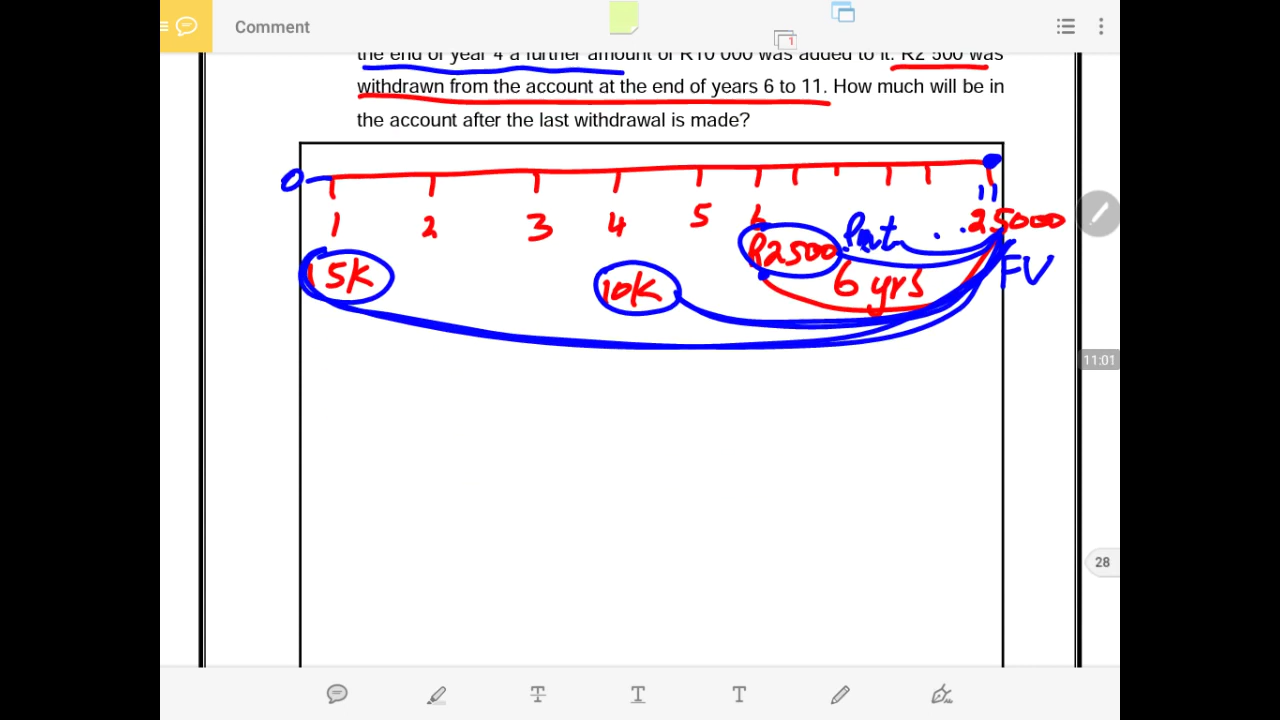 Comment
1
the end of year 4 a further amount of R10 000 was added to it. R2 500 was
withdrawn from the account at the end of years 6 to 11. How much will be in
the account after the last withdrawal is made?
0
1 2 3 4 5 6 11
15K 10K R2500 Pmt . . 25000
6 yrs FV
11:01
28
T T T